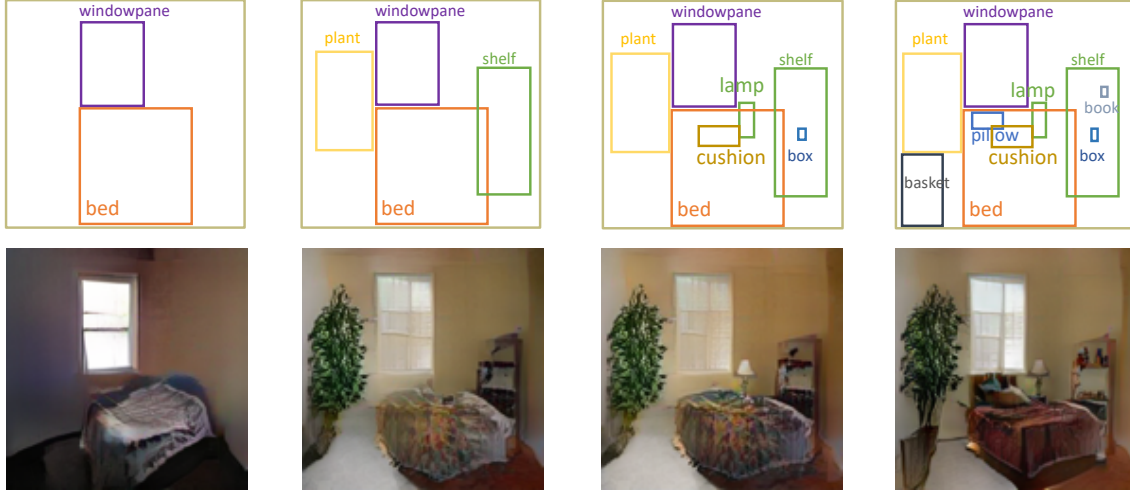 windowpane
bed
windowpane
plant
shelf
bed
windowpane
plant
shelf
lamp
cushion
box
bed
windowpane
plant
shelf
lamp
book
pillow
cushion
box
basket
bed